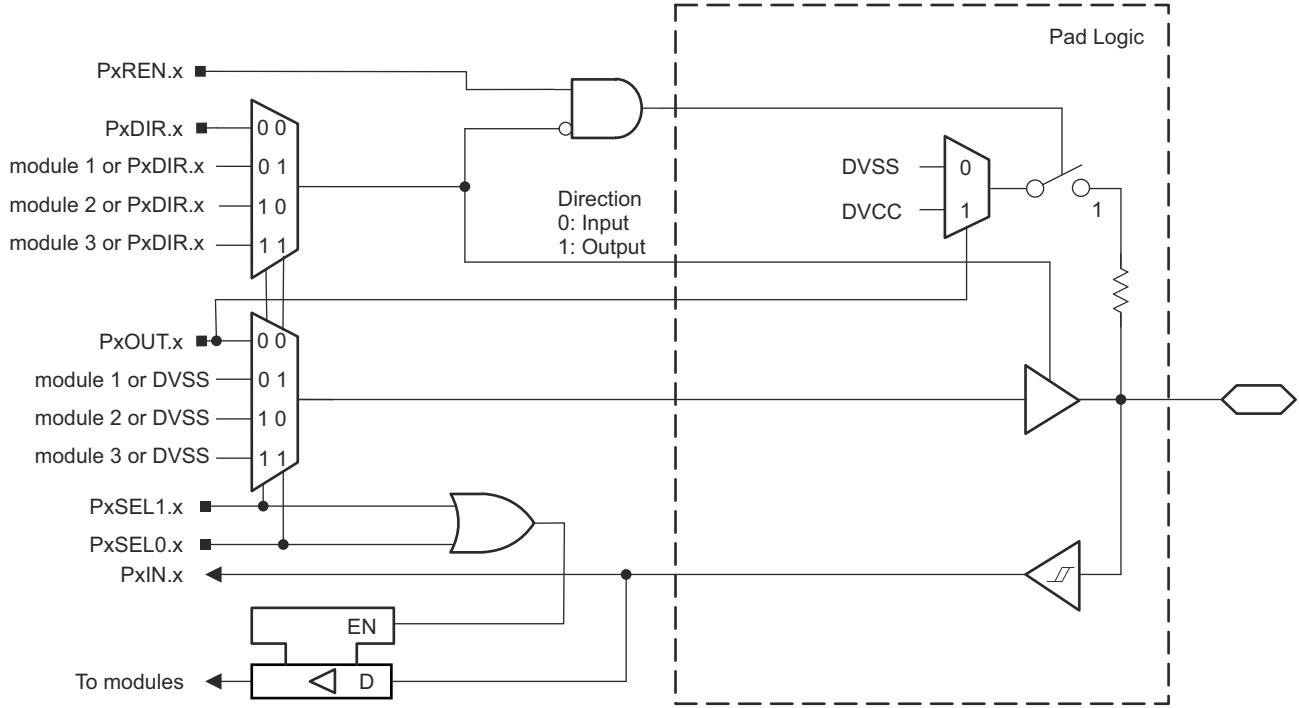 Pad Logic
PxREN.x
PxDIR.x
0 0
module 1 or PxDIR.x
0 1
module 2 or PxDIR.x
1 0
module 3 or PxDIR.x
1 1
Direction
0: Input
1: Output
DVSS
0
DVCC
1
1
PxOUT.x
0 0
module 1 or DVSS
0 1
module 2 or DVSS
1 0
module 3 or DVSS
1 1
PxSEL1.x
PxSEL0.x
PxIN.x
EN
To modules
D